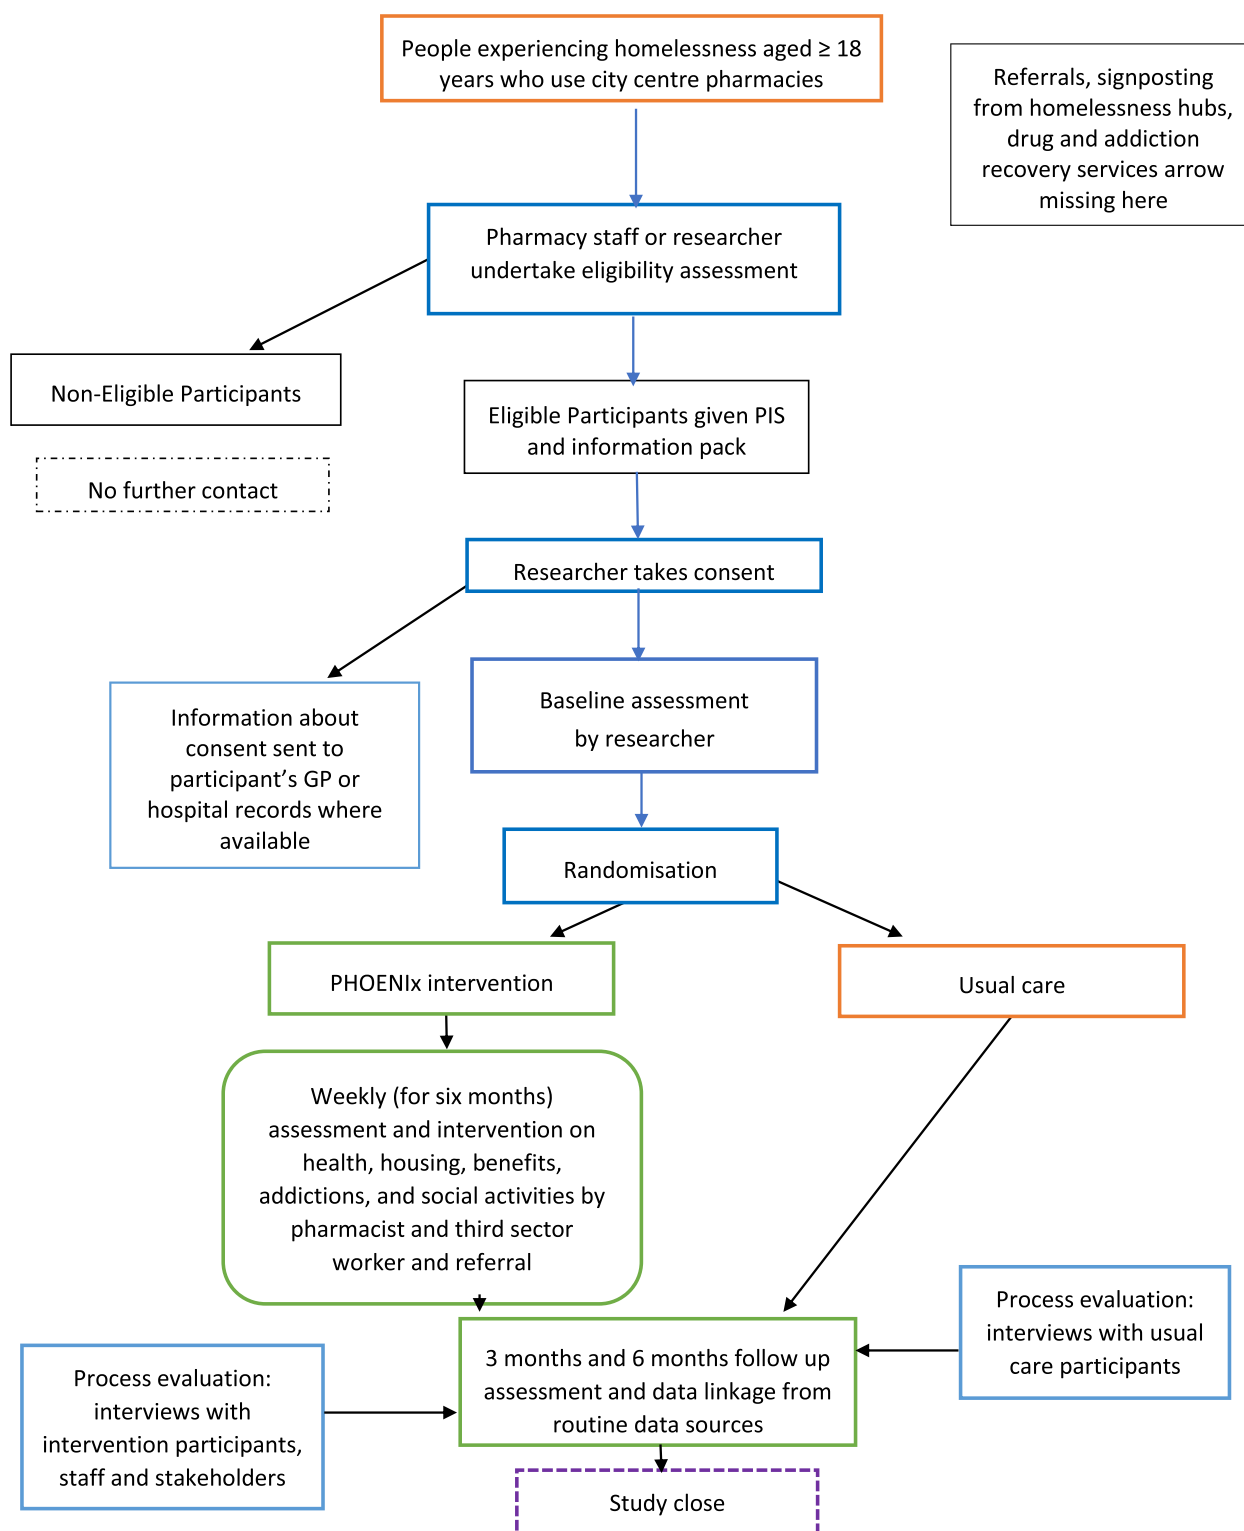 People experiencing homelessness aged ≥ 18
years who use city centre pharmacies
Referrals, signposting
from homelessness hubs,
drug and addiction
recovery services arrow
missing here
Pharmacy staff or researcher
undertake eligibility assessment
Non-Eligible Participants
Eligible Participants given PIS
and information pack
No further contact
Researcher takes consent
Baseline assessment
by researcher
Information about
consent sent to
participant’s GP or
hospital records where
available
Randomisation
PHOENIx intervention
Usual care
Weekly (for six months)
assessment and intervention on
health, housing, benefits,
addictions, and social activities by
pharmacist and third sector
worker and referral
Process evaluation:
interviews with usual
care participants
3 months and 6 months follow up
assessment and data linkage from
routine data sources
Process evaluation:
interviews with
intervention participants,
staff and stakeholders
Study close